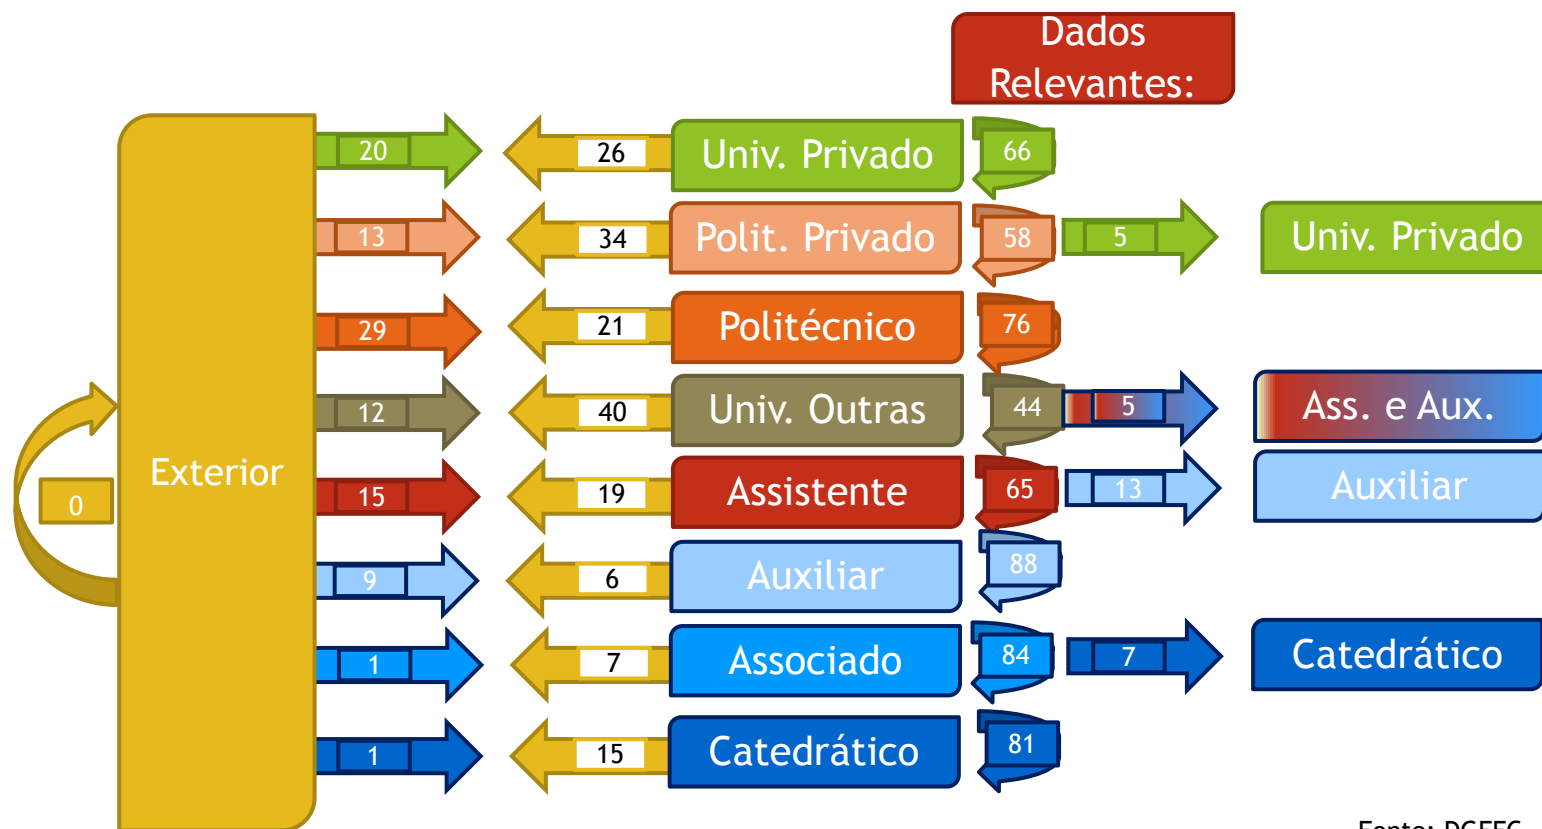 Dados
Relevantes:
20
26
Univ. Privado
66
13
34
Polit. Privado
58
5
Univ. Privado
29
21
Politécnico
76
12
40
Univ. Outras
44
5
Ass. e Aux.
Exterior
0
15
19
Assistente
65
13
Auxiliar
9
6
Auxiliar
88
1
7
Associado
84
7
Catedrático
1
15
Catedrático
81